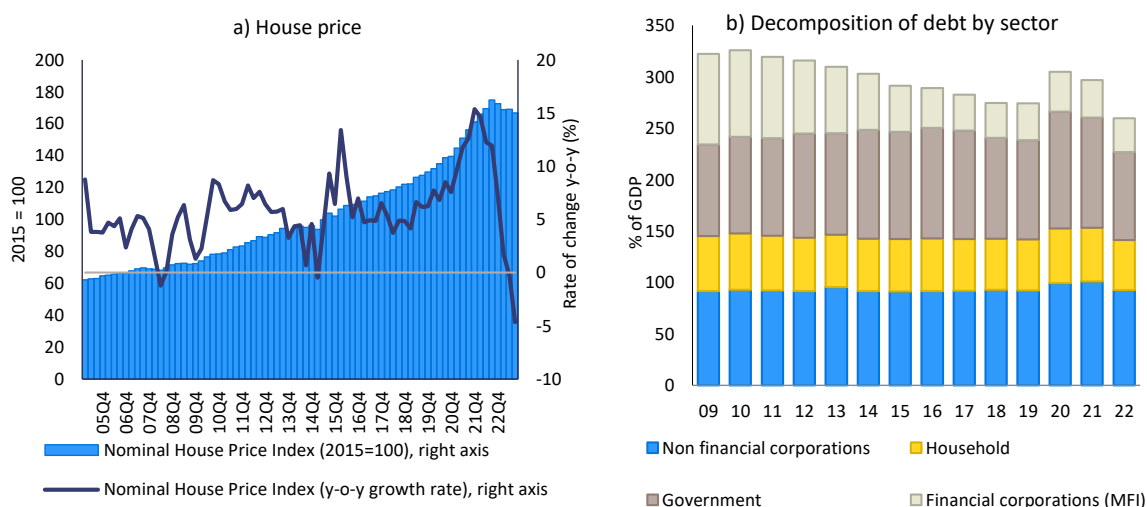 a) House price
200
180
160
140
120
100
80
60
40
20
0
2015 = 100
20
15
10
5
0
-5
-10
Rate of change y-o-y (%)
05Q4
06Q4
07Q4
08Q4
09Q4
10Q4
11Q4
12Q4
13Q4
14Q4
15Q4
16Q4
17Q4
18Q4
19Q4
20Q4
21Q4
22Q4
Nominal House Price Index (2015=100), right axis
Nominal House Price Index (y-o-y growth rate), right axis
b) Decomposition of debt by sector
350
300
250
200
150
100
50
0
% of GDP
09 10 11 12 13 14 15 16 17 18 19 20 21 22
Non financial corporations Household
Government Financial corporations (MFI)